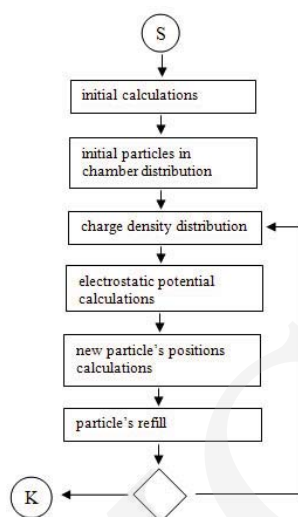 S
initial calculations
initial particles in
chamber distribution
charge density distribution
electrostatic potential
calculations
new particle's positions
calculations
particle's refill
K